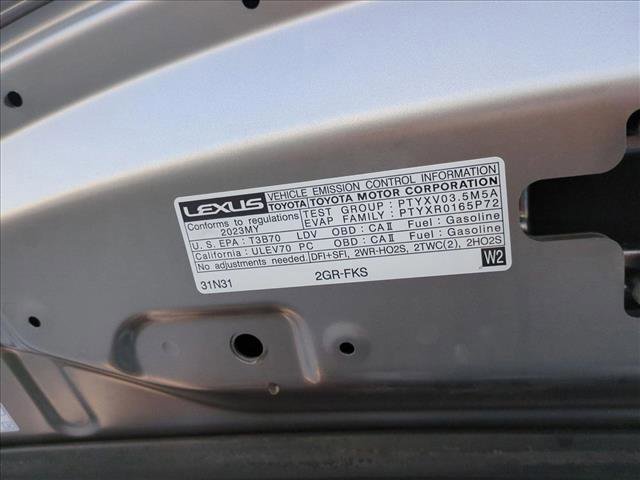 LEXUS
TOYOTA
VEHICLE EMISSION CONTROL INFORMATION
TOYOTA MOTOR CORPORATION
Conforms to regulations
2023MY
TEST GROUP : PTYXV03.5M5A
EVAP FAMILY : PTYXR0165P72
U.S. EPA : T3B70 LDV OBD : CAⅡ Fuel : Gasoline
California : ULEV70 PC OBD : CAⅡ Fuel : Gasoline
No adjustments needed. DFI+SFI, 2WR-HO2S, 2TWC(2), 2HO2S
31N31 2GR-FKS W2